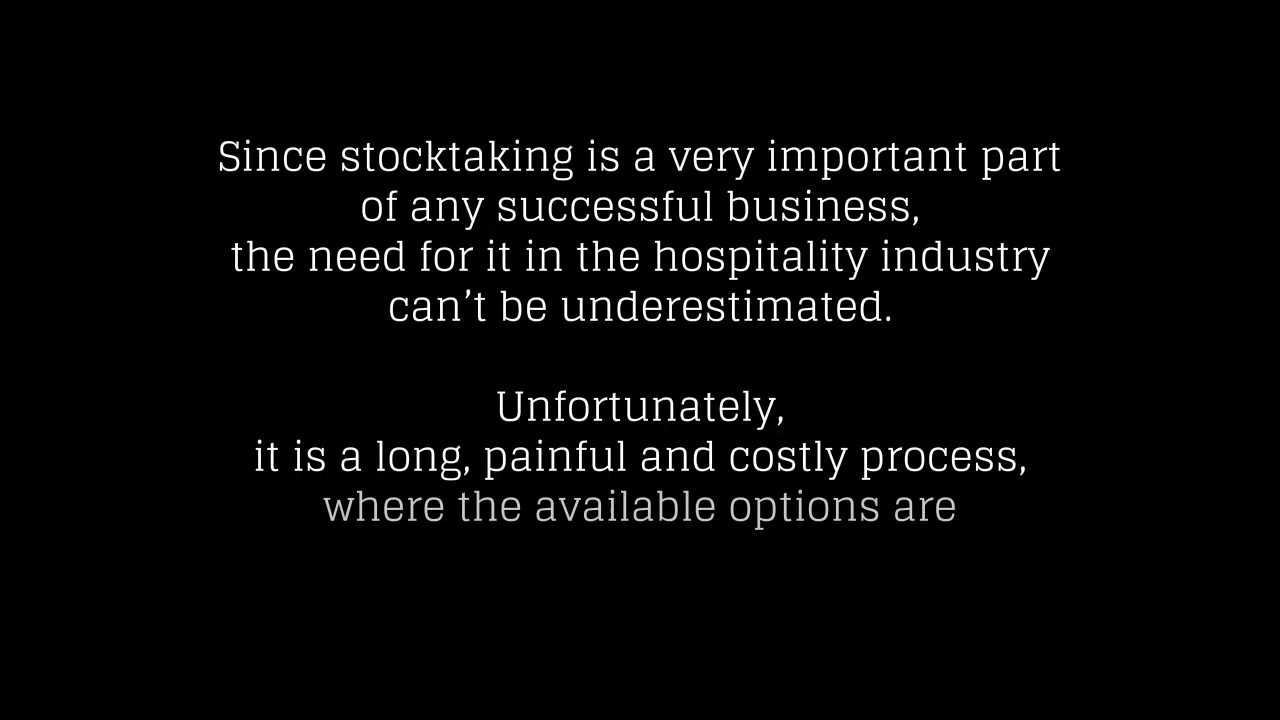 Since stocktaking is a very important part
of any successful business,
the need for it in the hospitality industry
can’t be underestimated.
Unfortunately,
it is a long, painful and costly process,
where the available options are